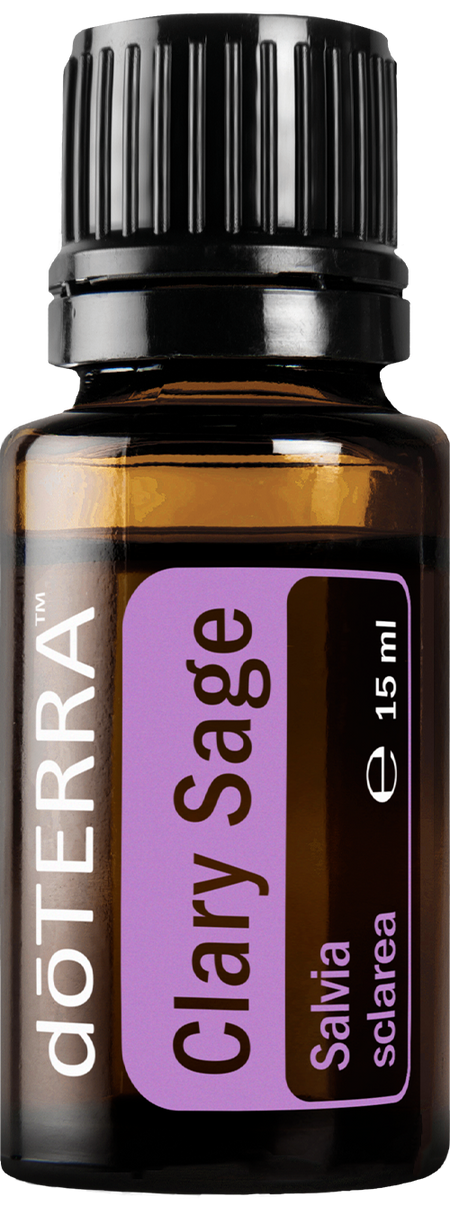 dōTERRA™
Clary Sage
Salvia
sclarea
℮ 15 ml